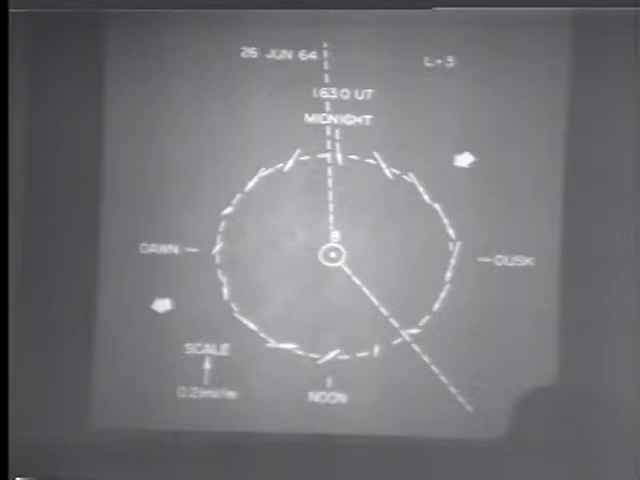 26 JUN 64
L=3
1630 UT
MIDNIGHT
B
DAWN
DUSK
SCALE
NOON